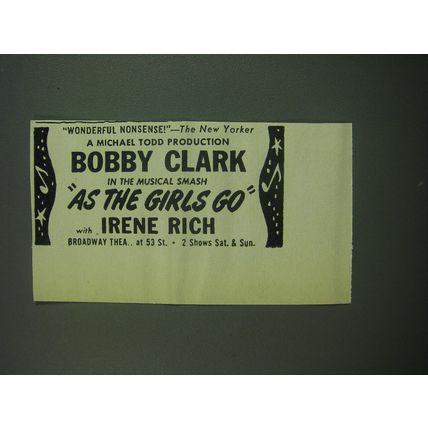 "WONDERFUL NONSENSE!"—The New Yorker
A MICHAEL TODD PRODUCTION
BOBBY CLARK
IN THE MUSICAL SMASH
"AS THE GIRLS GO"
with IRENE RICH
BROADWAY THEA.. at 53 St. • 2 Shows Sat. & Sun.